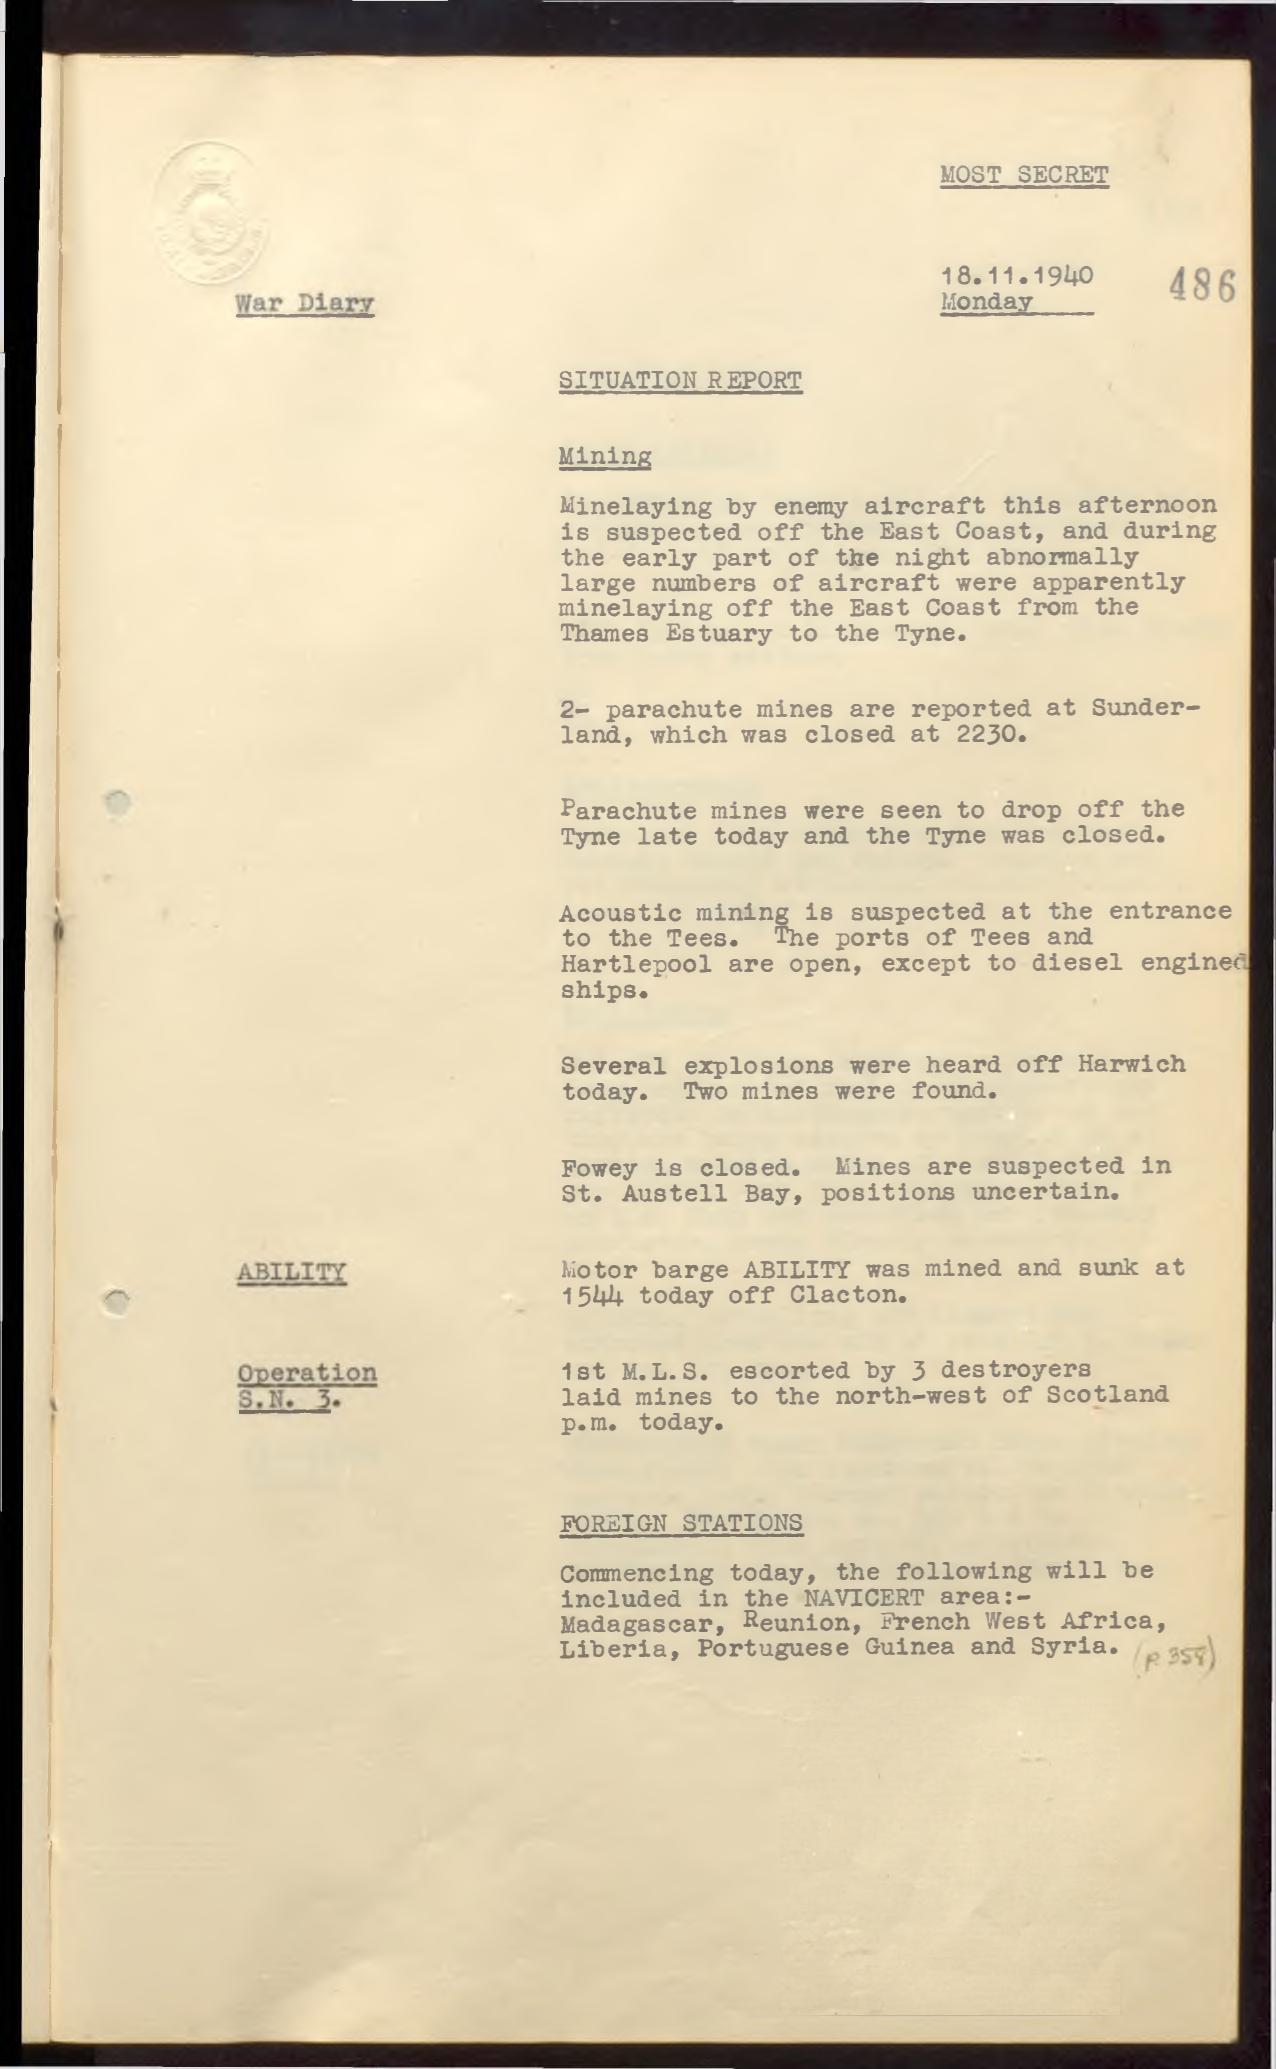 MOST SECRET
18.11.1940
486
War Diary
Monday
SITUATION REPORT
Mining
Minelaying by enemy aircraft this afternoon
is suspected off the East Coast, and during
the early part of the night abnormally
large numbers of aircraft were apparently
minelaying off the East Coast from the
Thames Estuary to the Tyne.
2- parachute mines are reported at Sunder-
land, which was closed at 2230.
Parachute mines were seen to drop off the
Tyne late today and the Tyne was closed.
Acoustic mining is suspected at the entrance
to the Tees. The ports of Tees and
Hartlepool are open, except to diesel engined
ships.
Several explosions were heard off Harwich
today. Two mines were found.
Fowey is closed. Mines are suspected in
St. Austell Bay, positions uncertain.
ABILITY
Motor barge ABILITY was mined and sunk at
1544 today off Clacton.
Operation
S.N. 3.
1st M.L.S. escorted by 3 destroyers
laid mines to the north-west of Scotland
p.m. today.
FOREIGN STATIONS
Commencing today, the following will be
included in the NAVICERT area:-
Madagascar, Reunion, French West Africa,
Liberia, Portuguese Guinea and Syria.
(p 358)